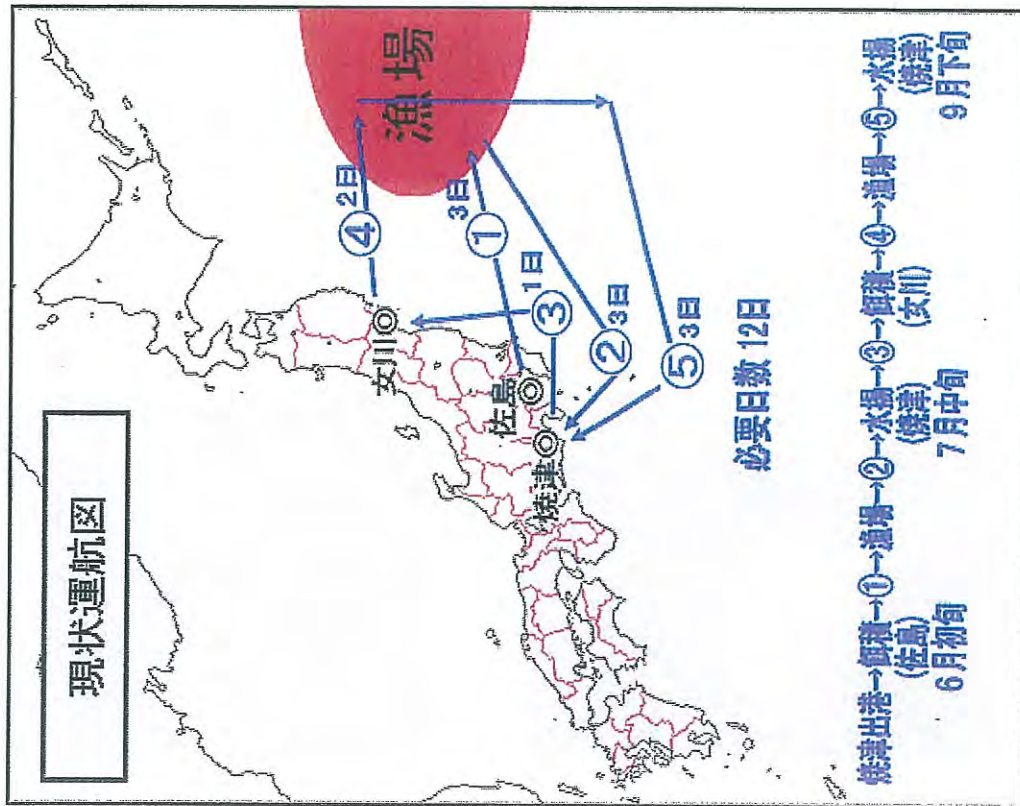 現状運航図
漁場
2日
④
3日
①
1日
③
3日
②
3日
⑤
女川
佐島
焼津
必要日数 12日
焼津出港→餌積→①→漁場→②→水揚→③→餌積→④→漁場→⑤→水揚
(佐島) (焼津) (女川) (焼津)
6月初旬 7月中旬 9月下旬